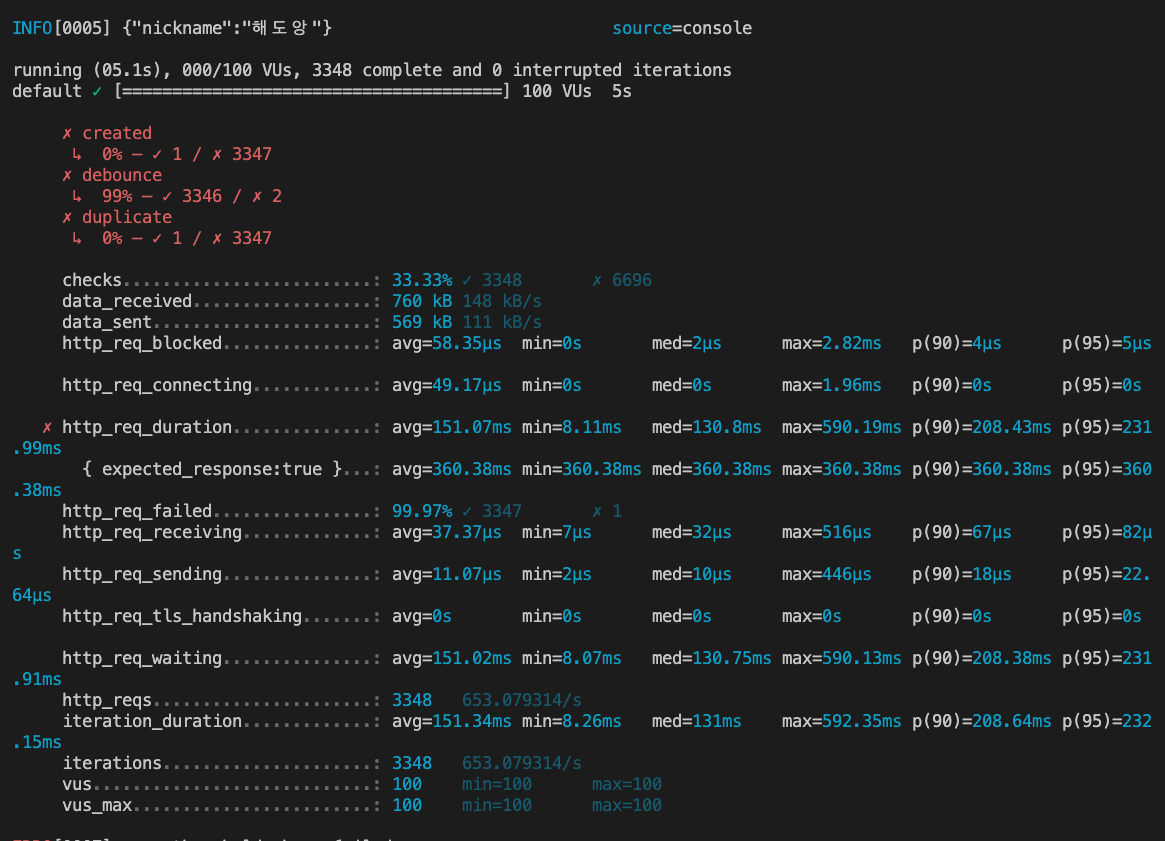 INFO[0005] {"nickname":"해도앙"} source=console
running (05.1s), 000/100 VUs, 3348 complete and 0 interrupted iterations
default ✓ [======================================] 100 VUs  5s
✗ created
↳  0% — ✓ 1 / ✗ 3347
✗ debounce
↳  99% — ✓ 3346 / ✗ 2
✗ duplicate
↳  0% — ✓ 1 / ✗ 3347
checks.........................: 33.33% ✓ 3348 ✗ 6696
data_received..................: 760 kB 148 kB/s
data_sent......................: 569 kB 111 kB/s
http_req_blocked...............: avg=58.35µs min=0s med=2µs max=2.82ms p(90)=4µs p(95)=5µs
http_req_connecting............: avg=49.17µs min=0s med=0s max=1.96ms p(90)=0s p(95)=0s
✗ http_req_duration..............: avg=151.07ms min=8.11ms med=130.8ms max=590.19ms p(90)=208.43ms p(95)=231
.99ms
{ expected_response:true }...: avg=360.38ms min=360.38ms med=360.38ms max=360.38ms p(90)=360.38ms p(95)=360
.38ms
http_req_failed................: 99.97% ✓ 3347 ✗ 1
http_req_receiving.............: avg=37.37µs min=7µs med=32µs max=516µs p(90)=67µs p(95)=82µ
s
http_req_sending...............: avg=11.07µs min=2µs med=10µs max=446µs p(90)=18µs p(95)=22.
64µs
http_req_tls_handshaking.......: avg=0s min=0s med=0s max=0s p(90)=0s p(95)=0s
http_req_waiting...............: avg=151.02ms min=8.07ms med=130.75ms max=590.13ms p(90)=208.38ms p(95)=231
.91ms
http_reqs......................: 3348 653.079314/s
iteration_duration.............: avg=151.34ms min=8.26ms med=131ms max=592.35ms p(90)=208.64ms p(95)=232
.15ms
iterations.....................: 3348 653.079314/s
vus............................: 100 min=100 max=100
vus_max........................: 100 min=100 max=100